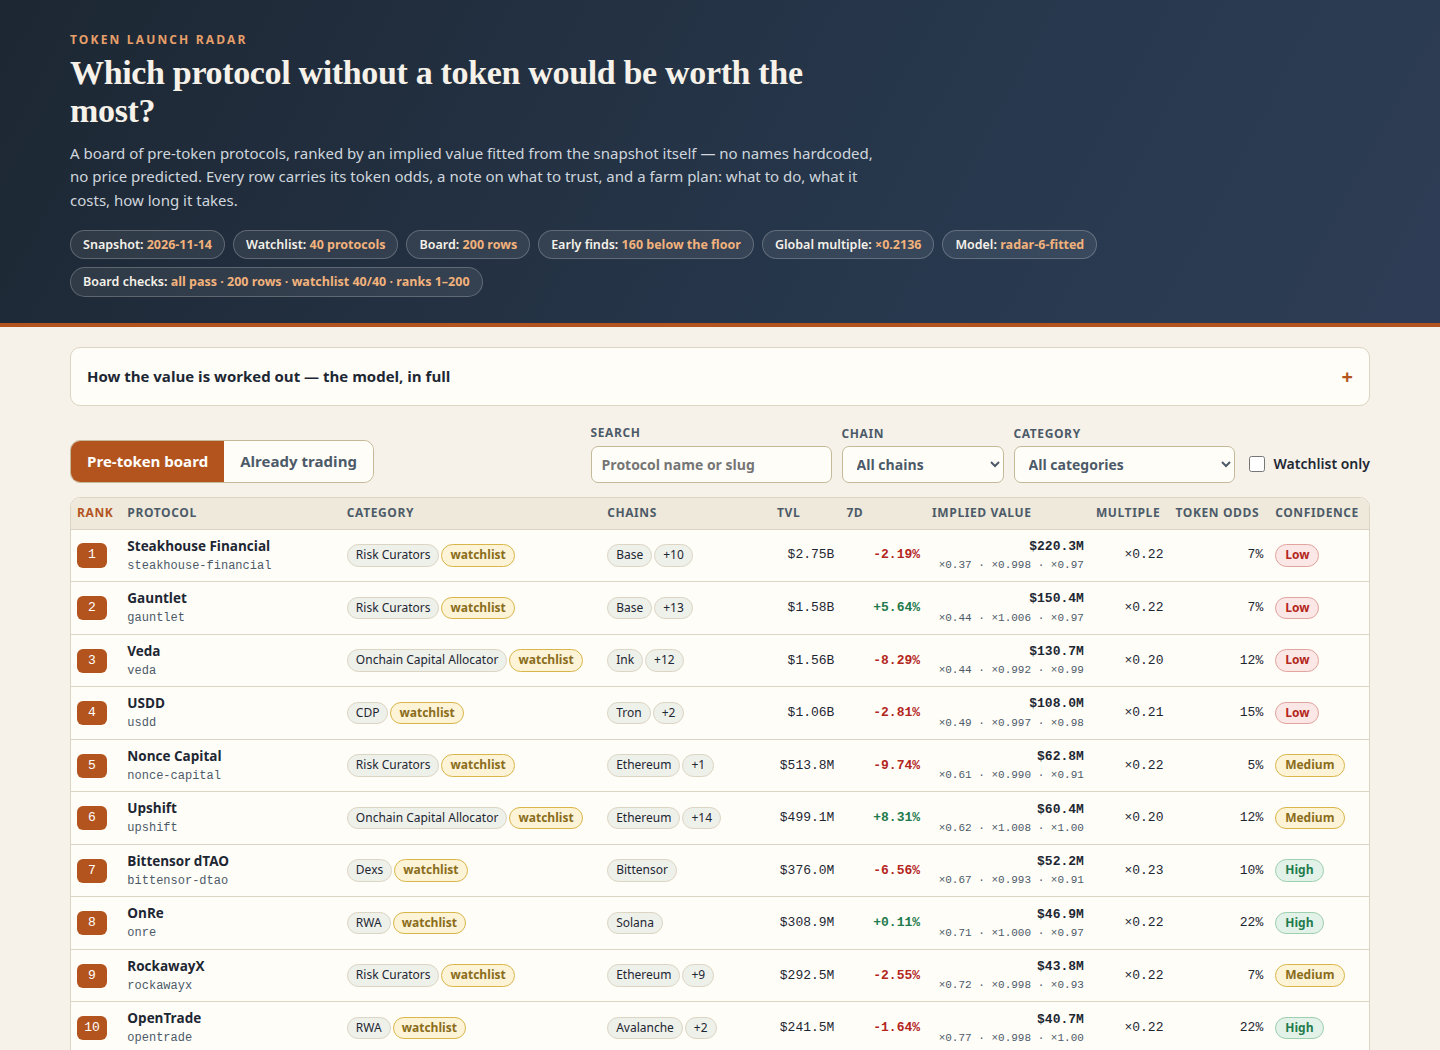 TOKEN LAUNCH RADAR
Which protocol without a token would be worth the
most?
A board of pre-token protocols, ranked by an implied value fitted from the snapshot itself — no names hardcoded,
no price predicted. Every row carries its token odds, a note on what to trust, and a farm plan: what to do, what it
costs, how long it takes.
Snapshot: 2026-11-14 Watchlist: 40 protocols Board: 200 rows Early finds: 160 below the floor Global multiple: ×0.2136 Model: radar-6-fitted
Board checks: all pass · 200 rows · watchlist 40/40 · ranks 1–200
How the value is worked out — the model, in full +
SEARCH CHAIN CATEGORY
Pre-token board Already trading Protocol name or slug All chains All categories Watchlist only
RANK PROTOCOL CATEGORY CHAINS TVL 7D IMPLIED VALUE MULTIPLE TOKEN ODDS CONFIDENCE
1 Steakhouse Financial Risk Curators watchlist Base +10 $2.75B -2.19% $220.3M ×0.22 7% Low
steakhouse-financial ×0.37 · ×0.998 · ×0.97
2 Gauntlet Risk Curators watchlist Base +13 $1.58B +5.64% $150.4M ×0.22 7% Low
gauntlet ×0.44 · ×1.006 · ×0.97
3 Veda Onchain Capital Allocator watchlist Ink +12 $1.56B -8.29% $130.7M ×0.20 12% Low
veda ×0.44 · ×0.992 · ×0.99
4 USDD CDP watchlist Tron +2 $1.06B -2.81% $108.0M ×0.21 15% Low
usdd ×0.49 · ×0.997 · ×0.98
5 Nonce Capital Risk Curators watchlist Ethereum +1 $513.8M -9.74% $62.8M ×0.22 5% Medium
nonce-capital ×0.61 · ×0.990 · ×0.91
6 Upshift Onchain Capital Allocator watchlist Ethereum +14 $499.1M +8.31% $60.4M ×0.20 12% Medium
upshift ×0.62 · ×1.008 · ×1.00
7 Bittensor dTAO Dexs watchlist Bittensor $376.0M -6.56% $52.2M ×0.23 10% High
bittensor-dtao ×0.67 · ×0.993 · ×0.91
8 OnRe RWA watchlist Solana $308.9M +0.11% $46.9M ×0.22 22% High
onre ×0.71 · ×1.000 · ×0.97
9 RockawayX Risk Curators watchlist Ethereum +9 $292.5M -2.55% $43.8M ×0.22 7% Medium
rockawayx ×0.72 · ×0.998 · ×0.93
10 OpenTrade RWA watchlist Avalanche +2 $241.5M -1.64% $40.7M ×0.22 22% High
opentrade ×0.77 · ×0.998 · ×1.00